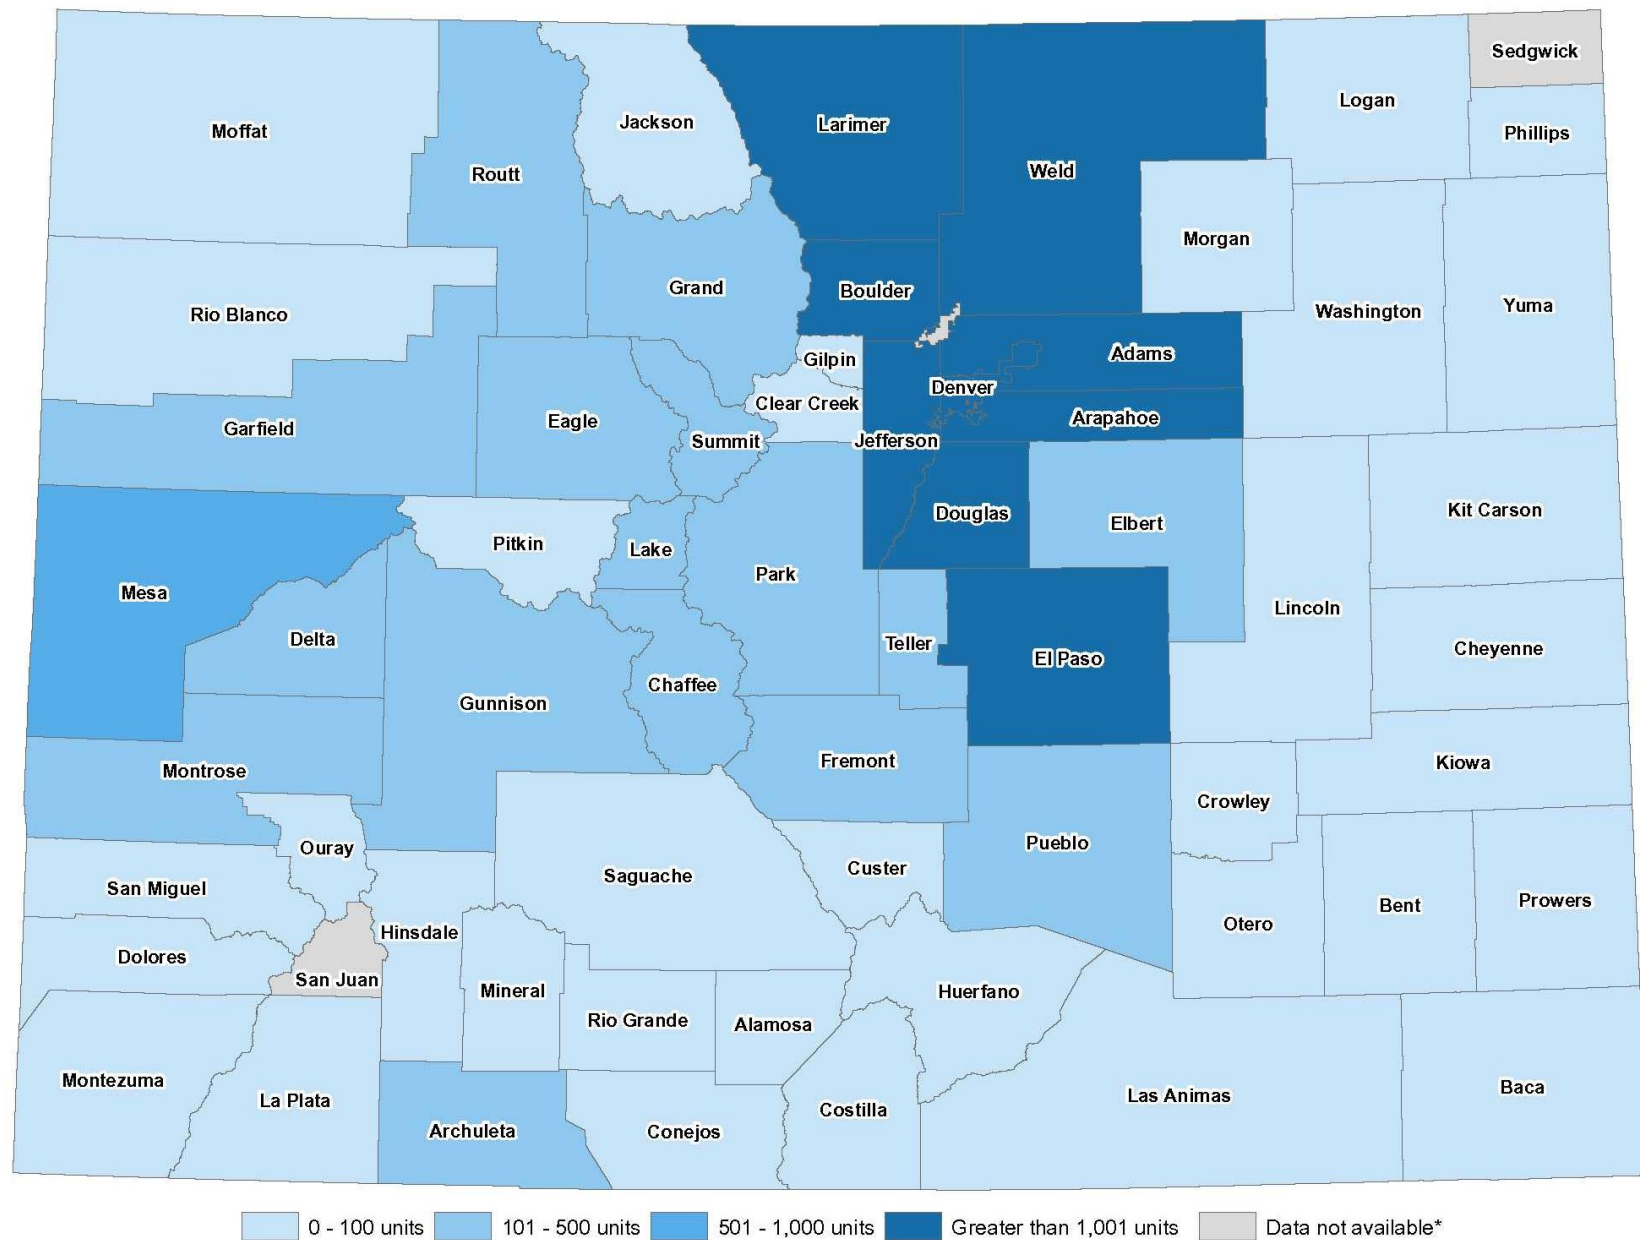 Sedgwick
Logan
Moffat
Jackson
Larimer
Phillips
Weld
Routt
Morgan
Grand
Boulder
Yuma
Rio Blanco
Washington
Gilpin
Adams
Denver
Clear Creek
Arapahoe
Eagle
Garfield
Summit
Jefferson
Kit Carson
Douglas
Elbert
Pitkin
Lake
Park
Mesa
Lincoln
Delta
Teller
Cheyenne
El Paso
Chaffee
Gunnison
Fremont
Kiowa
Montrose
Crowley
Pueblo
Ouray
Custer
Saguache
San Miguel
Prowers
Bent
Otero
Hinsdale
Dolores
San Juan
Mineral
Huerfano
Rio Grande
Alamosa
Montezuma
Baca
Las Animas
La Plata
Costilla
Archuleta
Conejos
0 - 100 units
101 - 500 units
501 - 1,000 units
Greater than 1,001 units
Data not available*